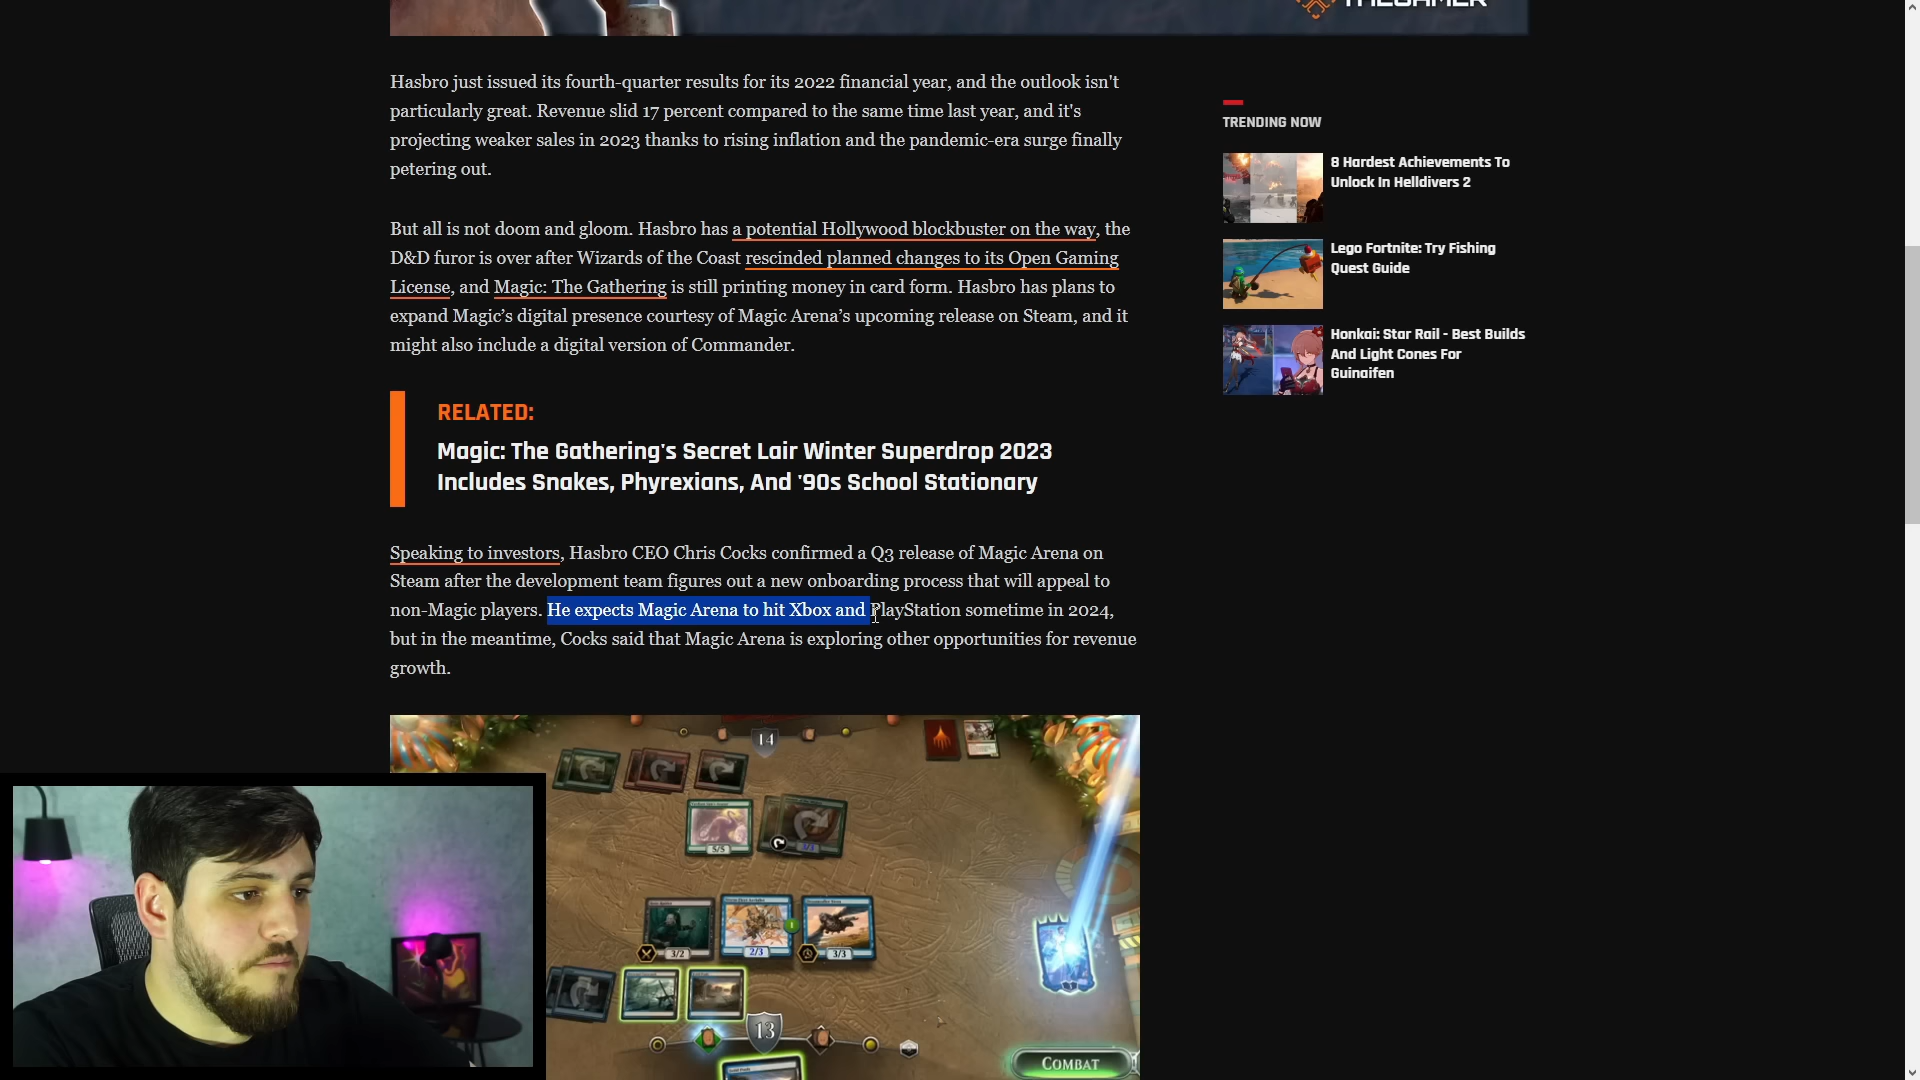 THEGAMER
Hasbro just issued its fourth-quarter results for its 2022 financial year, and the outlook isn't
particularly great. Revenue slid 17 percent compared to the same time last year, and it's
projecting weaker sales in 2023 thanks to rising inflation and the pandemic-era surge finally
petering out.
But all is not doom and gloom. Hasbro has a potential Hollywood blockbuster on the way, the
D&D furor is over after Wizards of the Coast rescinded planned changes to its Open Gaming
License, and Magic: The Gathering is still printing money in card form. Hasbro has plans to
expand Magic’s digital presence courtesy of Magic Arena’s upcoming release on Steam, and it
might also include a digital version of Commander.
RELATED:
Magic: The Gathering's Secret Lair Winter Superdrop 2023
Includes Snakes, Phyrexians, And '90s School Stationary
Speaking to investors, Hasbro CEO Chris Cocks confirmed a Q3 release of Magic Arena on
Steam after the development team figures out a new onboarding process that will appeal to
non-Magic players. He expects Magic Arena to hit Xbox and PlayStation sometime in 2024,
but in the meantime, Cocks said that Magic Arena is exploring other opportunities for revenue
growth.
TRENDING NOW
8 Hardest Achievements To
Unlock In Helldivers 2
Lego Fortnite: Try Fishing
Quest Guide
Honkai: Star Rail - Best Builds
And Light Cones For
Guinaifen
14
5/5
3/2
2/3
3/3
13
COMBAT